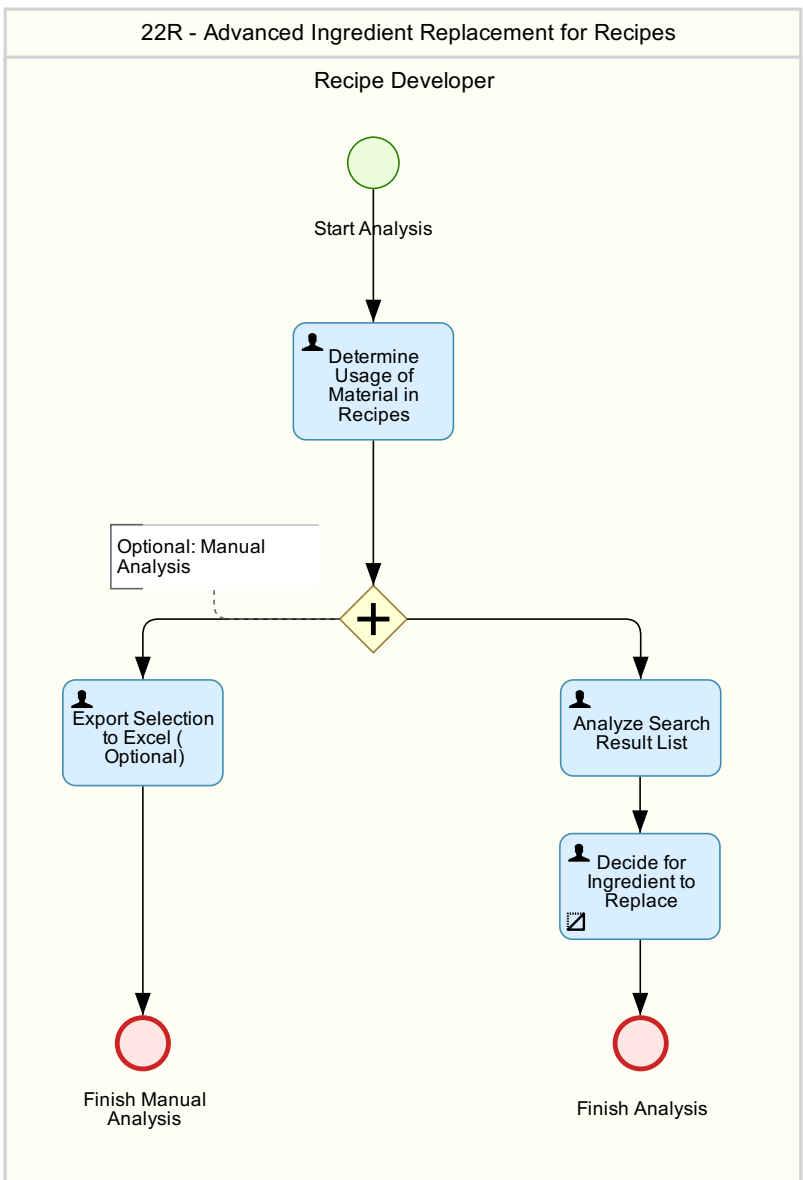 22R - Advanced Ingredient Replacement for Recipes
Recipe Developer
Start Analysis
Determine
Usage of
Material in
Recipes
Optional: Manual
Analysis
Export Selection
to Excel (
Optional)
Analyze Search
Result List
Decide for
Ingredient to
Replace
Finish Manual
Analysis
Finish Analysis